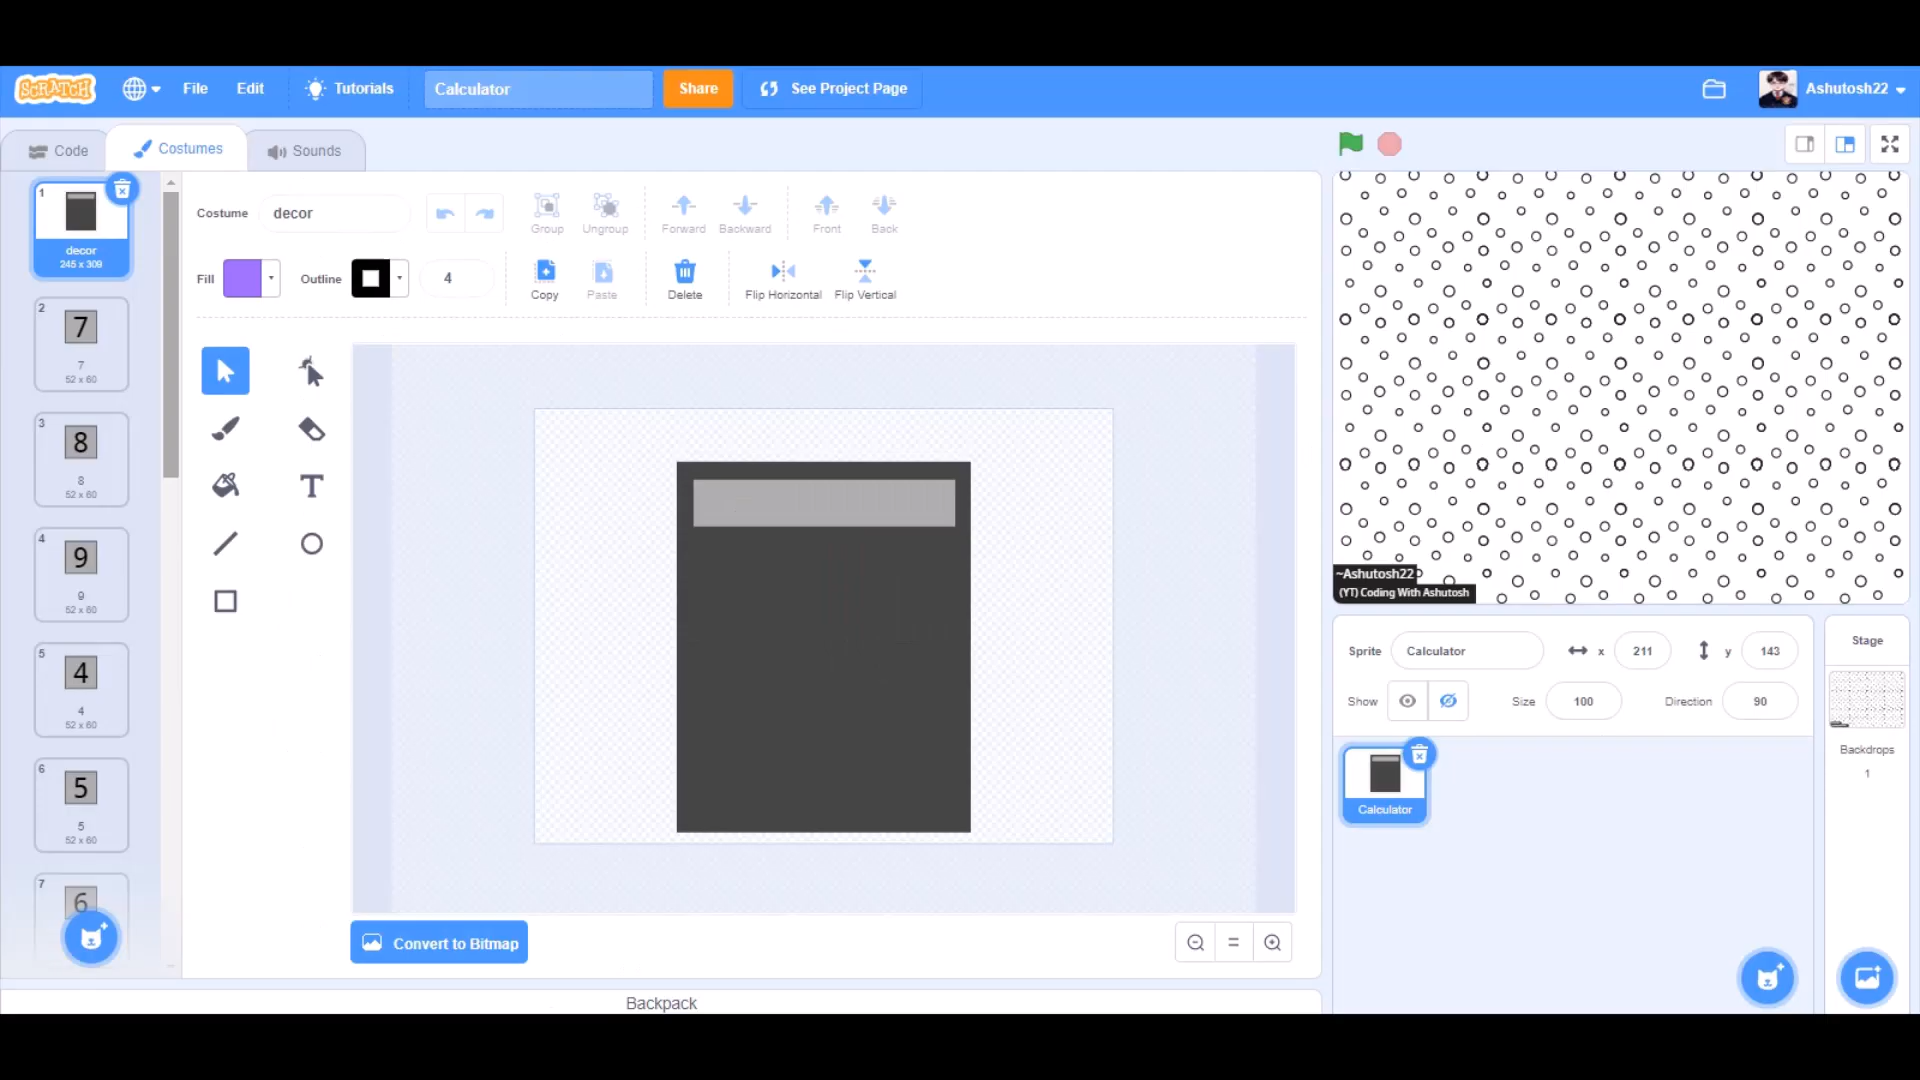 SCRATCH
File
Edit
Tutorials
Calculator
Share
See Project Page
Ashutosh22
Code
Costumes
Sounds
1
decor
245 x 309
2
7
7
52 x 60
3
8
8
52 x 60
4
9
9
52 x 60
5
4
4
52 x 60
6
5
5
52 x 60
7
6
Costume
decor
Group
Ungroup
Forward
Backward
Front
Back
Fill
Outline
4
Copy
Paste
Delete
Flip Horizontal
Flip Vertical
T
Convert to Bitmap
=
Backpack
~Ashutosh22
(YT) Coding With Ashutosh
Sprite
Calculator
x
211
y
143
Show
Size
100
Direction
90
Calculator
Stage
Backdrops
1